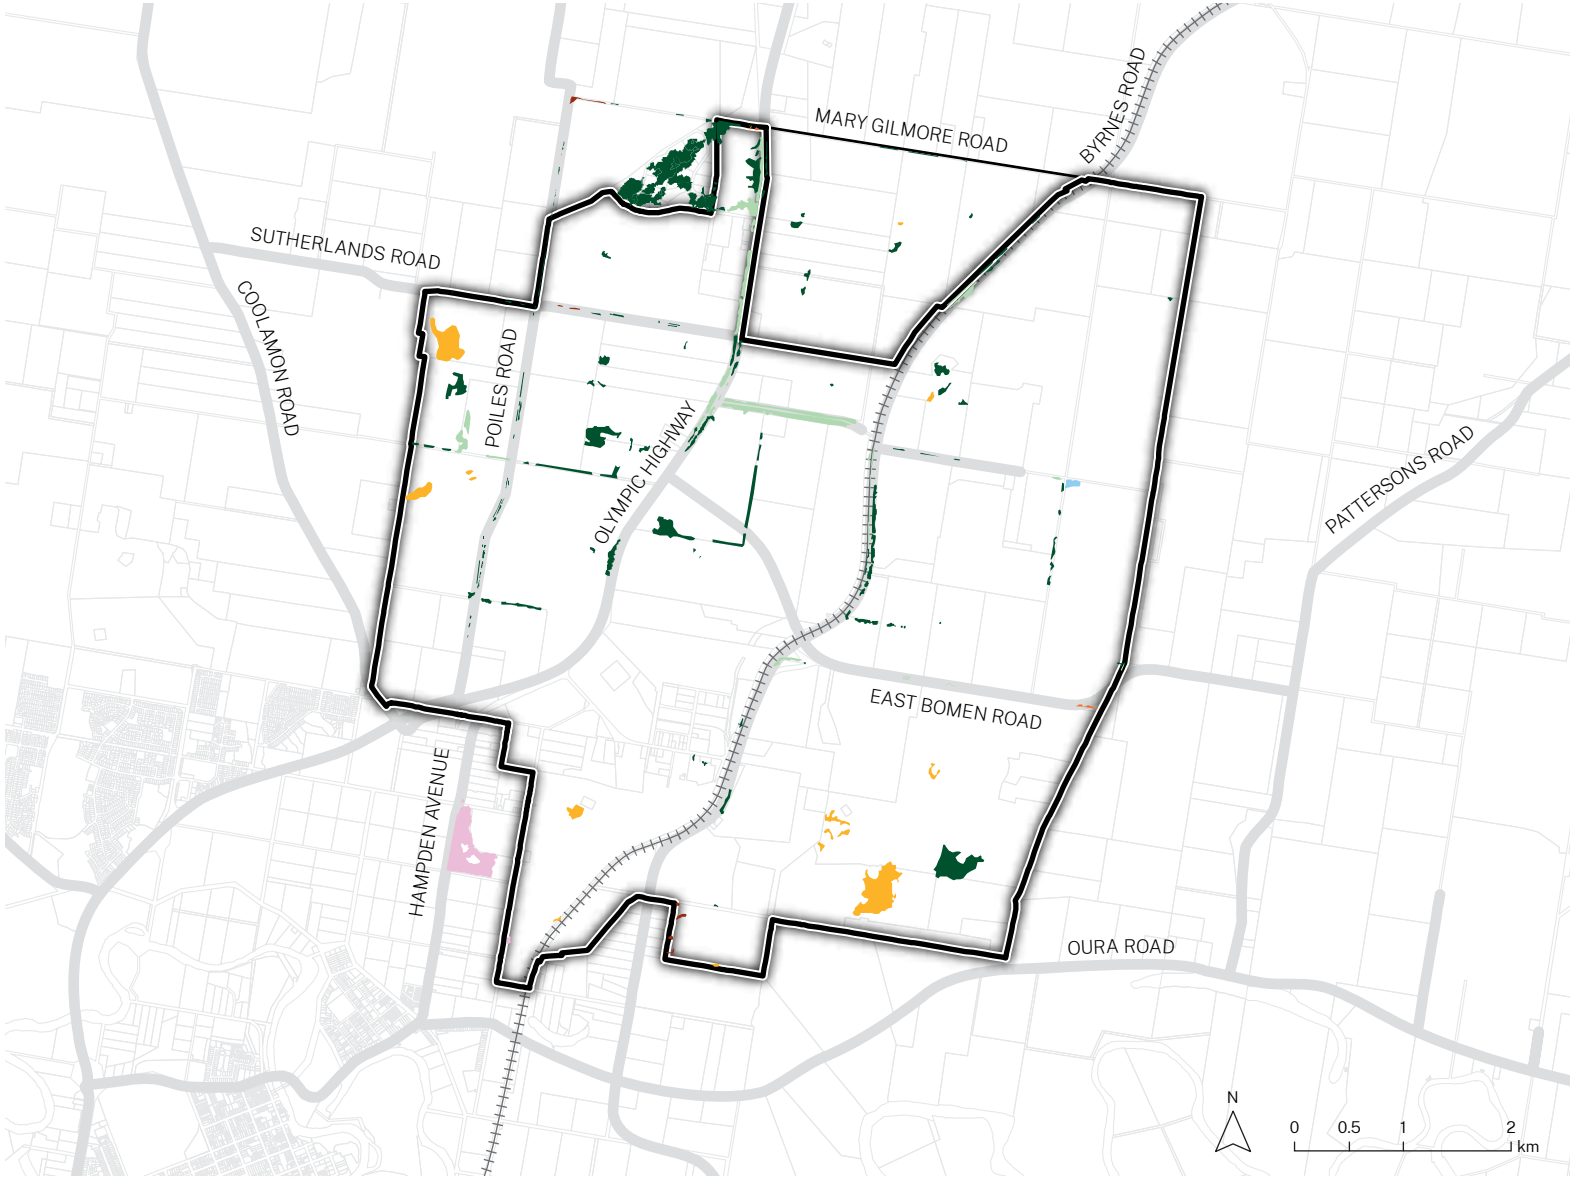 MARY GILMORE ROAD
BYRNES ROAD
SUTHERLANDS ROAD
COOLAMON ROAD
POILES ROAD
OLYMPIC HIGHWAY
PATTERSONS ROAD
EAST BOMEN ROAD
HAMPDEN AVENUE
OURA ROAD
N
0 0.5 1 2
km